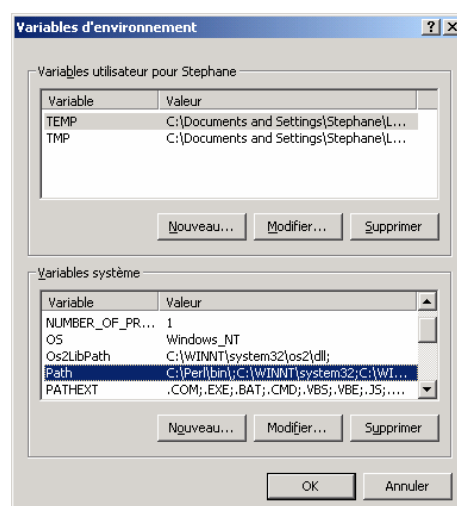 Variables d'environnement ? X
Variables utilisateur pour Stephane
Variable Valeur
TEMP C:\Documents and Settings\Stephane\L...
TMP C:\Documents and Settings\Stephane\L...
Nouveau... Modifier... Supprimer
Variables système
Variable Valeur
NUMBER_OF_PR... 1
OS Windows_NT
Os2LibPath C:\WINNT\system32\os2\dll;
Path C:\Perl\bin\;C:\WINNT\system32;C:\WI...
PATHEXT .COM;.EXE;.BAT;.CMD;.VBS;.VBE;.JS;....
Nouveau... Modifier... Supprimer
OK Annuler